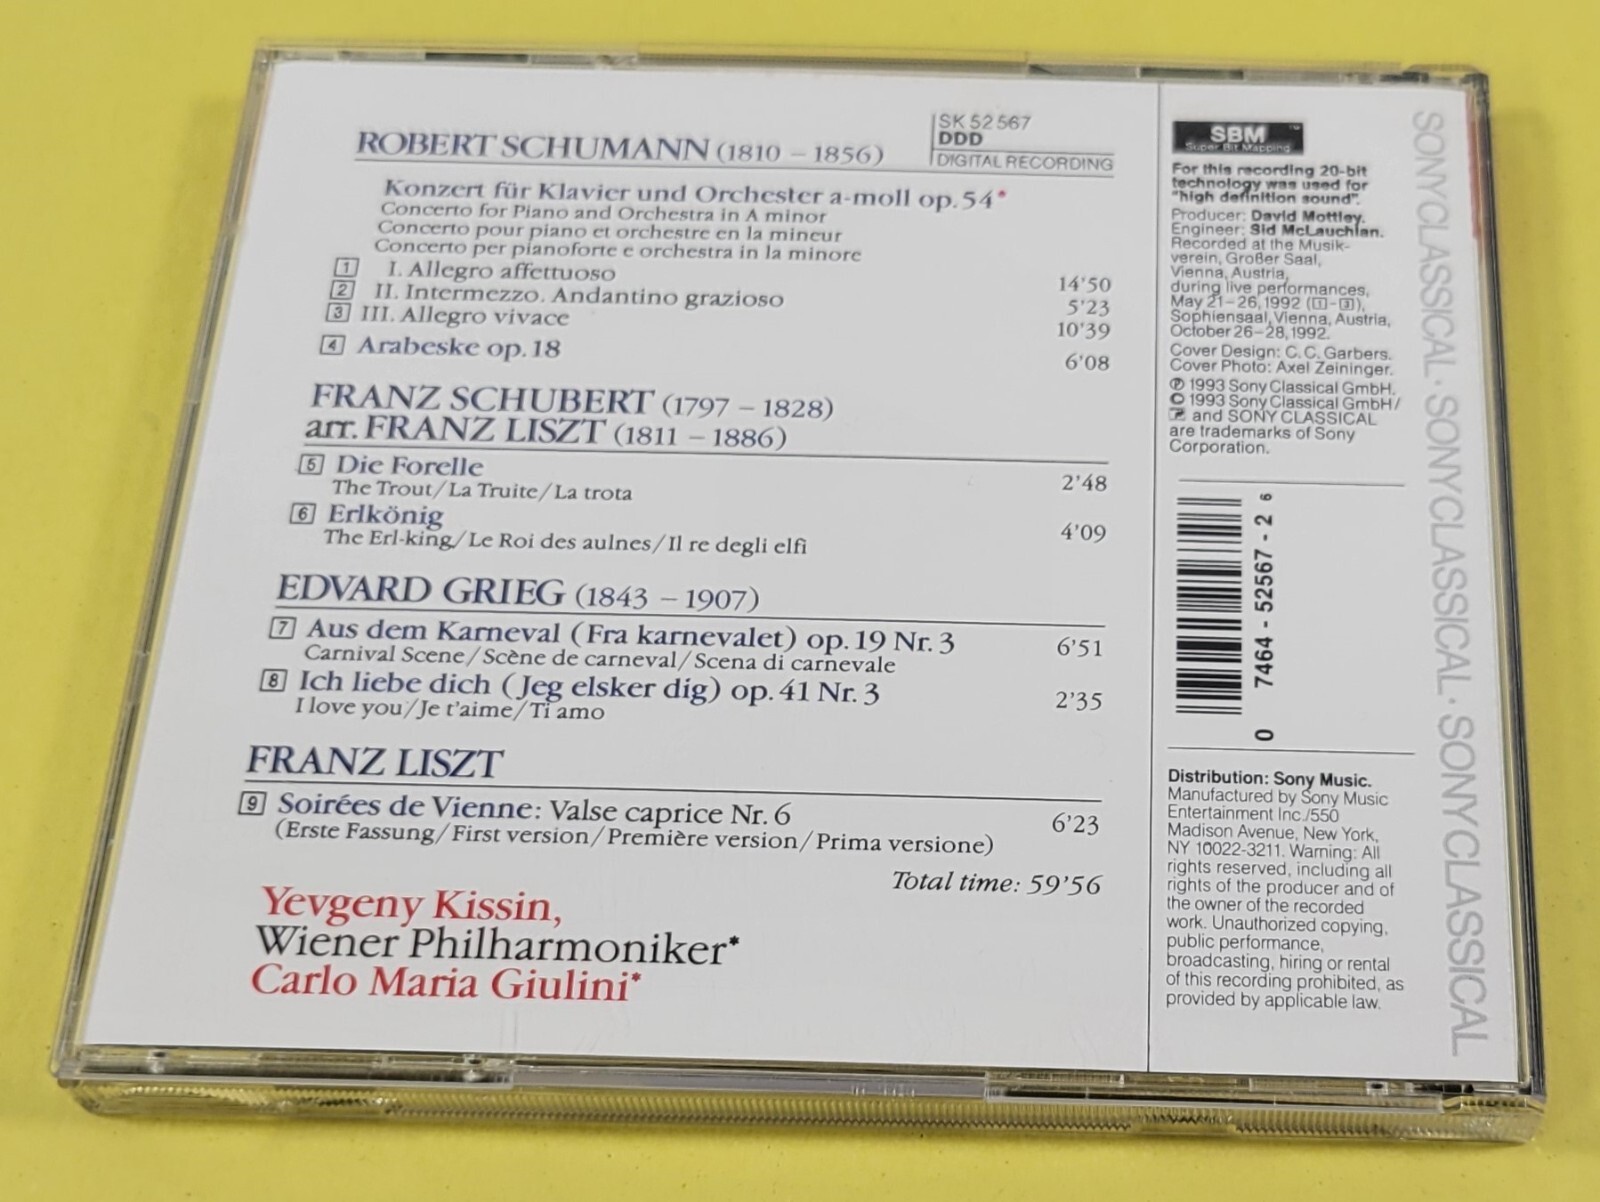 SK 52 567
DDD
DIGITAL RECORDING
ROBERT SCHUMANN (1810 – 1856)
Konzert für Klavier und Orchester a-moll op. 54*
Concerto for Piano and Orchestra in A minor
Concerto pour piano et orchestre en la mineur
Concerto per pianoforte e orchestra in la minore
1 I. Allegro affettuoso 14'50
2 II. Intermezzo. Andantino grazioso 5'23
3 III. Allegro vivace 10'39
4 Arabeske op. 18 6'08
FRANZ SCHUBERT (1797 – 1828)
arr. FRANZ LISZT (1811 – 1886)
5 Die Forelle 2'48
The Trout/La Truite/La trota
6 Erlkönig 4'09
The Erl-king/Le Roi des aulnes/Il re degli elfi
EDVARD GRIEG (1843 – 1907)
7 Aus dem Karneval (Fra karnevalet) op. 19 Nr. 3 6'51
Carnival Scene/Scène de carneval/Scena di carnevale
8 Ich liebe dich (Jeg elsker dig) op. 41 Nr. 3 2'35
I love you/Je t'aime/Ti amo
FRANZ LISZT
9 Soirées de Vienne: Valse caprice Nr. 6 6'23
(Erste Fassung/First version/Première version/Prima versione)
Total time: 59'56
Yevgeny Kissin,
Wiener Philharmoniker*
Carlo Maria Giulini*
SBM™
Super Bit Mapping
For this recording 20-bit
technology was used for
"high definition sound".
Producer: David Mottley.
Engineer: Sid McLauchlan.
Recorded at the Musik-
verein, Großer Saal,
Vienna, Austria,
during live performances,
May 21–26, 1992 (1–3),
Sophiensaal, Vienna, Austria,
October 26–28, 1992.
Cover Design: C. C. Garbers.
Cover Photo: Axel Zeininger.
℗ 1993 Sony Classical GmbH.
© 1993 Sony Classical GmbH/
and SONY CLASSICAL
are trademarks of Sony
Corporation.
0 7464-52567-2 6
Distribution: Sony Music.
Manufactured by Sony Music
Entertainment Inc./550
Madison Avenue, New York,
NY 10022-3211. Warning: All
rights reserved, including all
rights of the producer and of
the owner of the recorded
work. Unauthorized copying,
public performance,
broadcasting, hiring or rental
of this recording prohibited, as
provided by applicable law.
SONY CLASSICAL · SONY CLASSICAL · SONY CLASSICAL